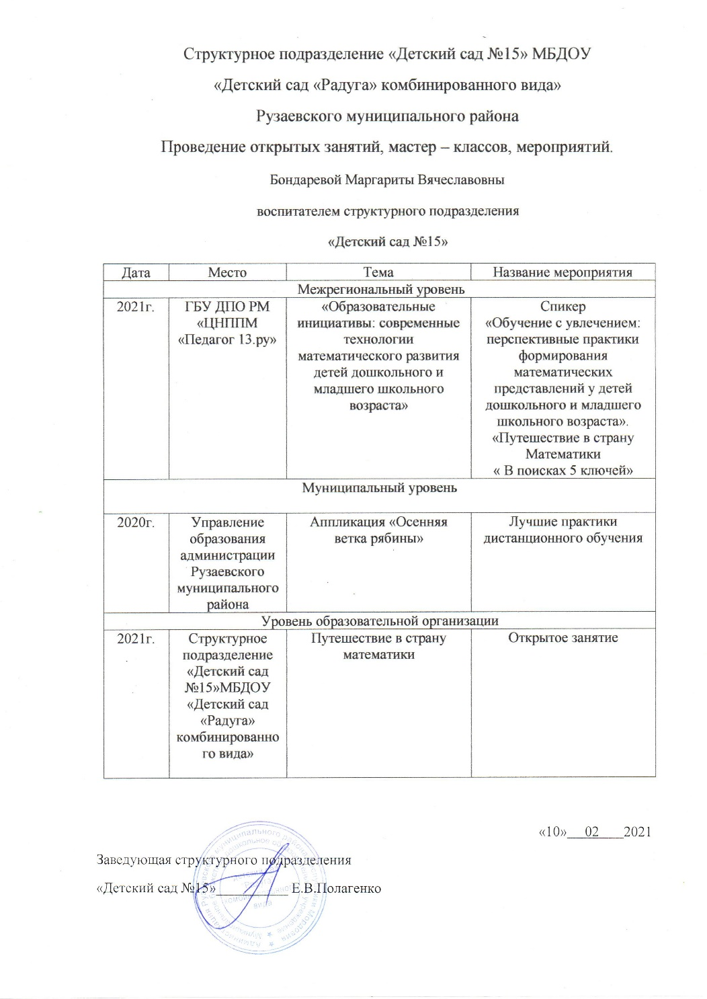 Структурное подразделение «Детский сад №15» МБДОУ
«Детский сад «Радуга» комбинированного вида»
Рузаевского муниципального района
Проведение открытых занятий, мастер – классов, мероприятий.
Бондаревой Маргариты Вячеславовны
воспитателем структурного подразделения
«Детский сад №15»
Дата Место Тема Название мероприятия
Межрегиональный уровень
2021г.
ГБУ ДПО РМ
«ЦНППМ
«Педагог 13.ру»
«Образовательные
инициативы: современные
технологии
математического развития
детей дошкольного и
младшего школьного
возраста»
Спикер
«Обучение с увлечением:
перспективные практики
формирования
математических
представлений у детей
дошкольного и младшего
школьного возраста».
«Путешествие в страну
Математики
« В поисках 5 ключей»
Муниципальный уровень
2020г.
Управление
образования
администрации
Рузаевского
муниципального
района
Аппликация «Осенняя
ветка рябины»
Лучшие практики
дистанционного обучения
Уровень образовательной организации
2021г.
Структурное
подразделение
«Детский сад
№15»МБДОУ
«Детский сад
«Радуга»
комбинированно
го вида»
Путешествие в страну
математики
Открытое занятие
«10»___02____2021
Заведующая структурного подразделения
«Детский сад №15»__________ Е.В.Полагенко
комбинированного
вида